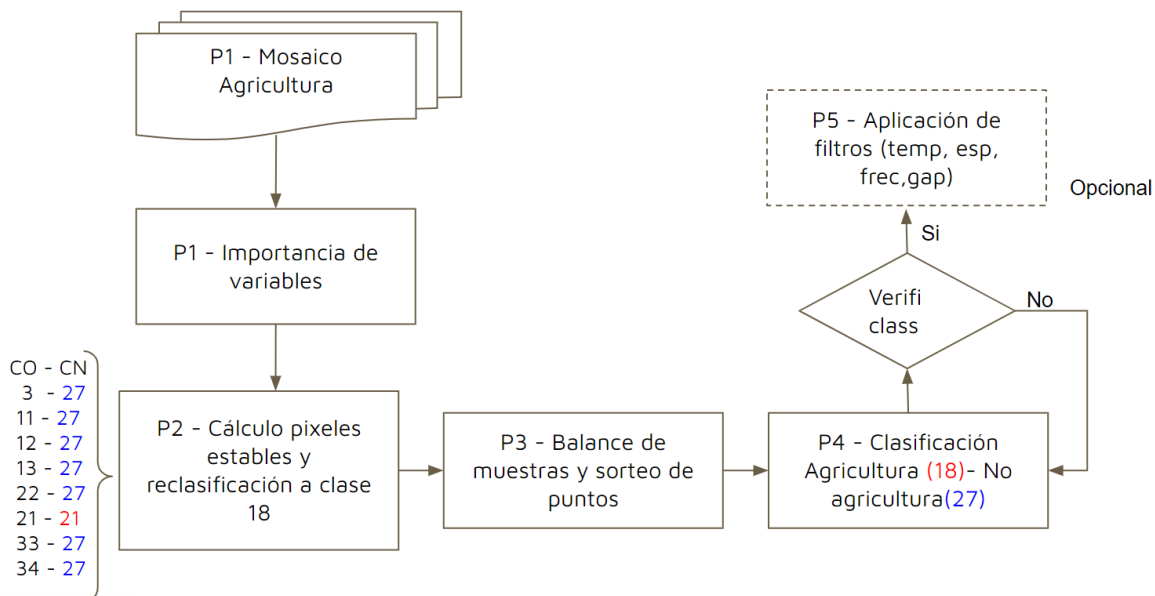 P1 - Mosaico
Agricultura
P1 - Importancia de
variables
CO - CN
3 - 27
11 - 27
12 - 27
13 - 27
22 - 27
21 - 21
33 - 27
34 - 27
P2 - Cálculo pixeles
estables y
reclasificación a clase
18
P3 - Balance de
muestras y sorteo de
puntos
P4 - Clasificación
Agricultura (18)- No
agricultura(27)
Verifi
class
No
Si
P5 - Aplicación de
filtros (temp, esp,
frec,gap)
Opcional